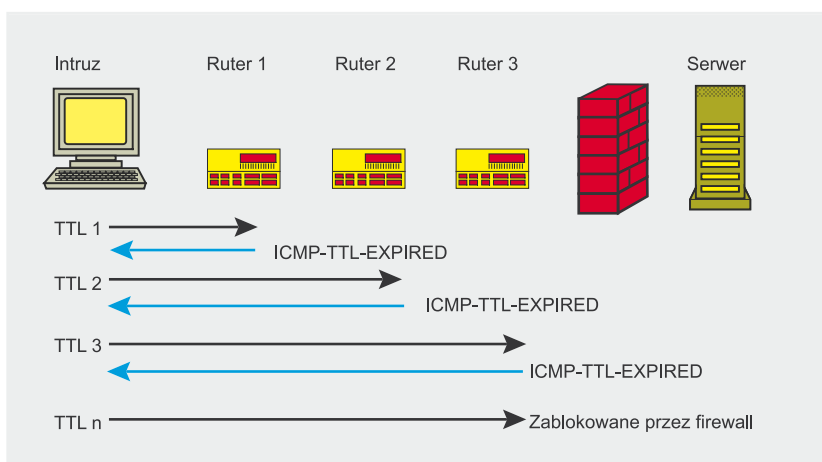 Intruz Ruter 1 Ruter 2 Ruter 3 Serwer
TTL 1
ICMP-TTL-EXPIRED
TTL 2
ICMP-TTL-EXPIRED
TTL 3
ICMP-TTL-EXPIRED
TTL n Zablokowane przez firewall